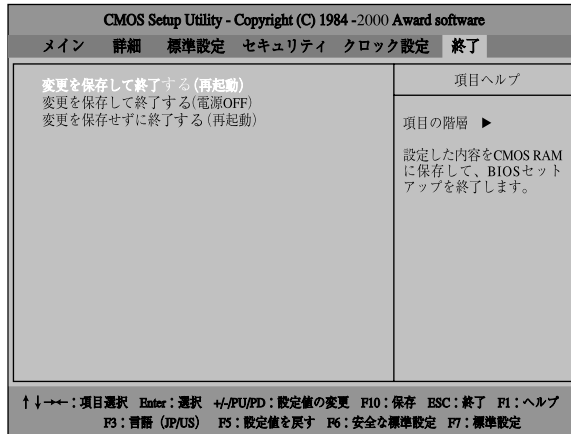 CMOS Setup Utility - Copyright (C) 1984 -2000 Award software
メイン 詳細 標準設定 セキュリティ クロック設定 終了
変更を保存して終了する(再起動)
変更を保存して終了する(電源OFF)
変更を保存せずに終了する(再起動)
項目ヘルプ
項目の階層 ▶
設定した内容をCMOS RAM
に保存して、BIOSセット
アップを終了します。
↑↓→←：項目選択 Enter：選択 +/-/PU/PD：設定値の変更 F10：保存 ESC：終了 F1：ヘルプ
F3：言語（JP/US） F5：設定値を戻す F6：安全な標準設定 F7：標準設定